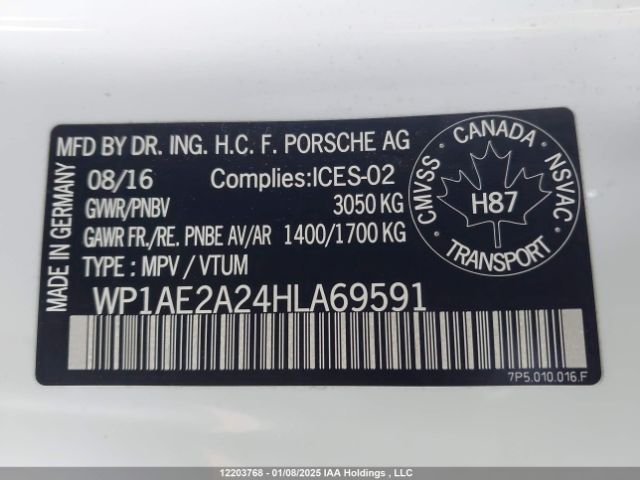 MFD BY DR. ING. H.C. F. PORSCHE AG
08/16 Complies:ICES-02
GWR/PNBV 3050 KG
GAWR FR./RE. PNBE AV/AR 1400/1700 KG
TYPE : MPV / VTUM
WP1AE2A24HLA69591
MADE IN GERMANY
CANADA
CMVSS
NSVAC
H87
TRANSPORT
7P5.010.016.F
12203768 - 01/08/2025 IAA Holdings , LLC